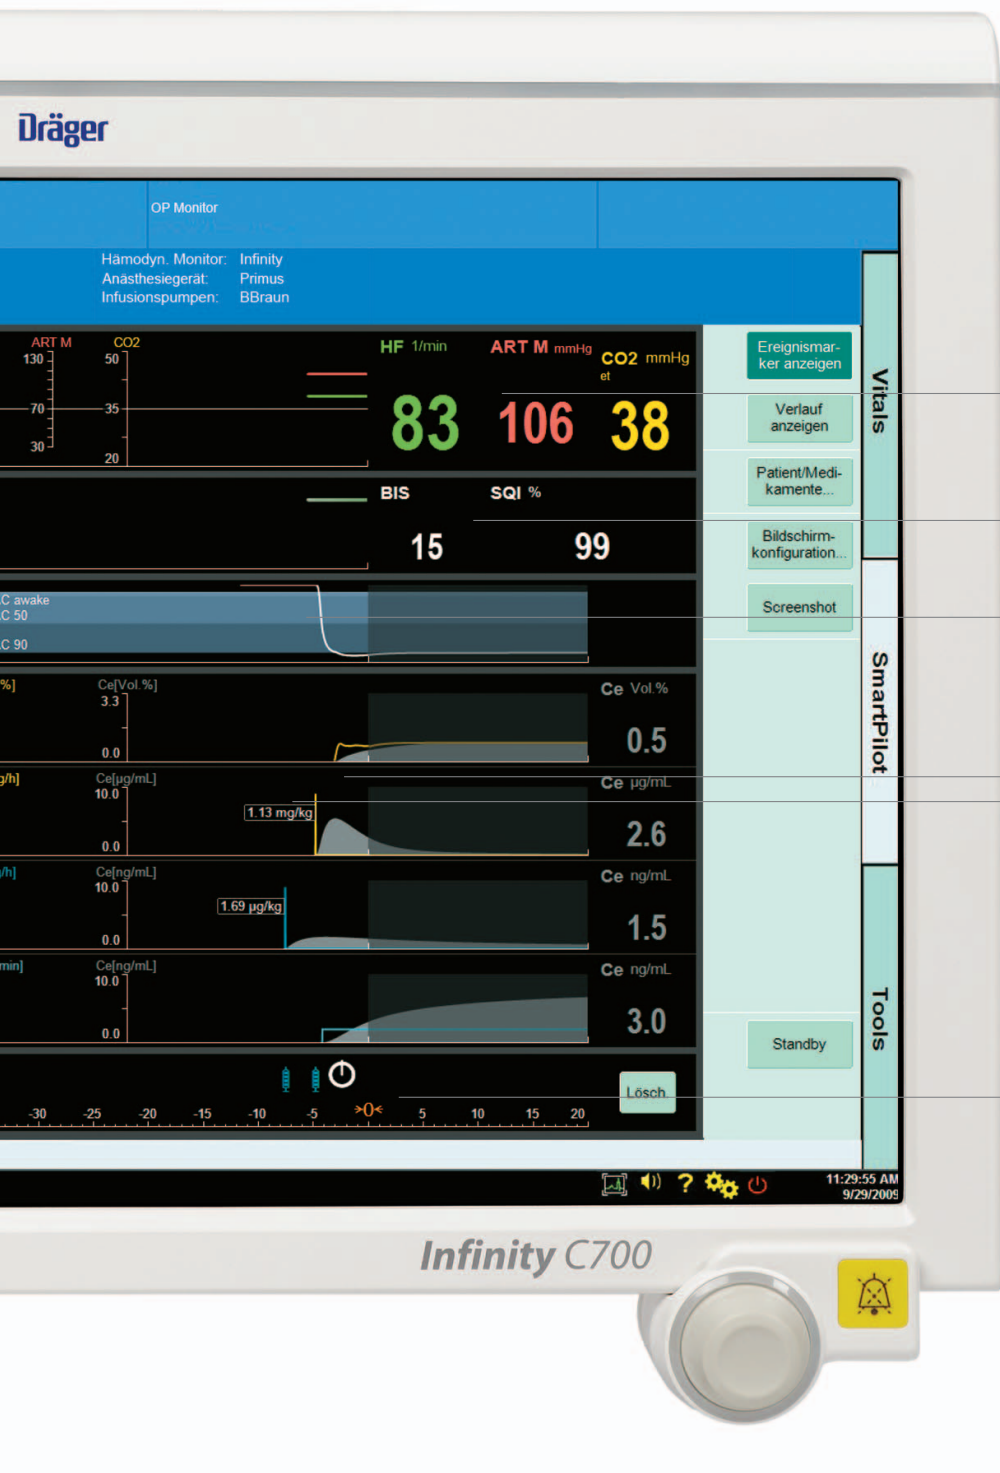 Dräger
OP Monitor
Hämodyn. Monitor: Infinity
Anästhesiegerät: Primus
Infusionspumpen: BBraun
ART M CO2
130 50
70 35
30 20
HF 1/min ART M mmHg CO2 mmHg
et
83 106 38
BIS SQI %
15 99
C awake
C 50
C 90
%] Ce[Vol.%]
3.3
0.0
Ce Vol.%
0.5
g/h] Ce[µg/mL]
10.0
1.13 mg/kg
0.0
Ce µg/mL
2.6
/h] Ce[ng/mL]
10.0
1.69 µg/kg
0.0
Ce ng/mL
1.5
min] Ce[ng/mL]
10.0
0.0
Ce ng/mL
3.0
Lösch
-30 -25 -20 -15 -10 -5 >0< 5 10 15 20
Ereignismar-
ker anzeigen
Verlauf
anzeigen
Patient/Medi-
kamente...
Bildschirm-
konfiguration...
Screenshot
Standby
Vitals
SmartPilot
Tools
?
11:29:55 AM
9/29/2009
Infinity C700